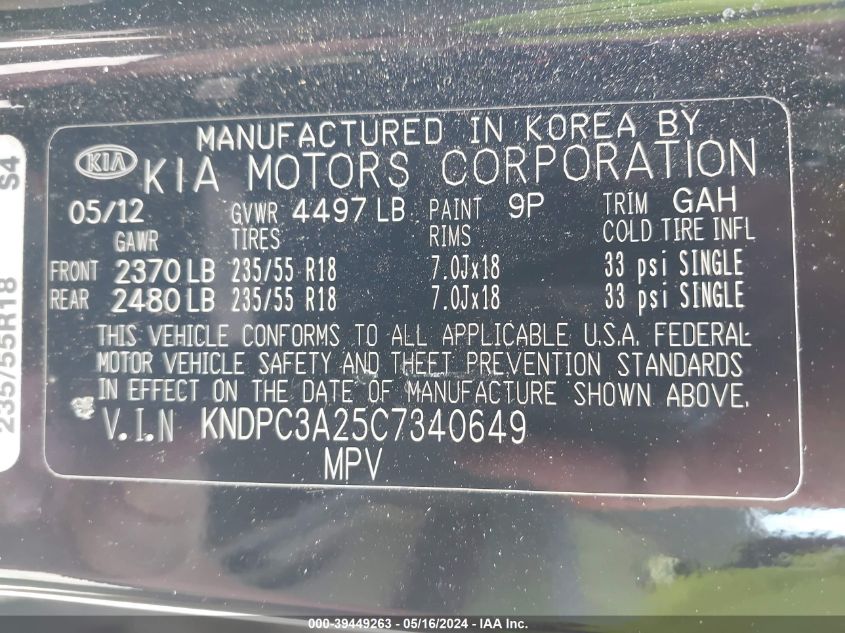 MANUFACTURED IN KOREA BY
KIA KIA MOTORS CORPORATION
05/12 GVWR 4497 LB PAINT 9P TRIM GAH
GAWR TIRES RIMS COLD TIRE INFL
FRONT 2370 LB 235/55 R18 7.0Jx18 33 psi SINGLE
REAR 2480 LB 235/55 R18 7.0Jx18 33 psi SINGLE
THIS VEHICLE CONFORMS TO ALL APPLICABLE U.S.A. FEDERAL
MOTOR VEHICLE SAFETY AND THEFT PREVENTION STANDARDS
IN EFFECT ON THE DATE OF MANUFACTURE SHOWN ABOVE.
V.I.N KNDPC3A25C7340649
MPV
235/55R18 S4
000-39449263 - 05/16/2024 - IAA Inc.